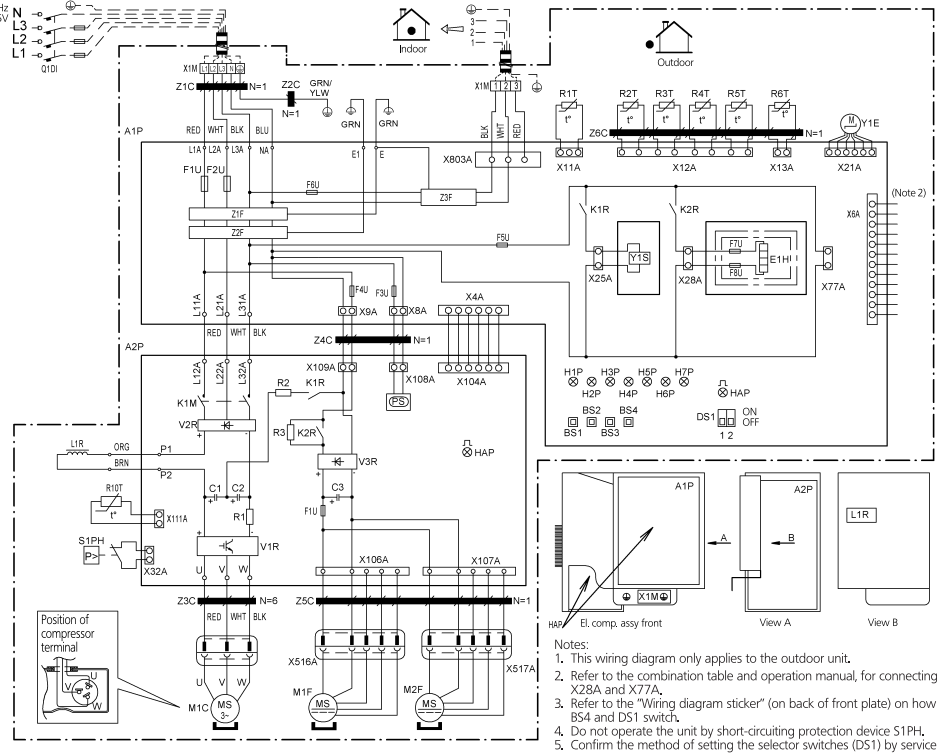 Hz
N
5V
L3
L2
L1
Q1DI
3
2
1
Indoor
Outdoor
X1M L1 L2 L3 N
Z1C N=1
Z2C
N=1
GRN/
YLW
GRN GRN
X1M 1 2 3
BLK WHT RED
R1T
t°
R2T R3T R4T R5T
t° t° t° t°
R6T
t°
Z6C N=1
M Y1E
A1P
RED WHT BLK BLU
L1A L2A L3A NA
E1 E
X803A
X11A
X12A
X13A
X21A
F1U F2U
F6U
Z3F
Z1F
Z2F
F5U
K1R
K2R
(Note 2)
X6A
Y1S
F7U
F8U
E1H
X25A
X28A
X77A
F4U F3U
L11A L21A L31A
X9A X8A
X4A
RED WHT BLK
Z4C N=1
A2P
L12A L22A L32A
X109A
X108A
X104A
PS
R2 K1R
K1M
V2R
R3 K2R
V3R
HAP
H1P H3P H5P H7P
H2P H4P H6P
HAP
BS2 BS4
BS1 BS3
DS1 ON
OFF
1 2
L1R
ORG P1
BRN P2
C1 C2
C3
R10T
t°
X111A
R1
F1U
S1PH
P>
X32A
V1R
U V W
X106A X107A
Z3C N=6
Z5C N=1
RED WHT BLK
Position of
compressor
terminal
U
V
W
X516A
X517A
U V W
M1C
MS
3~
M1F
MS
M2F
MS
A1P
A
A2P
B
L1R
X1M
HAP
El. comp. assy front
View A
View B
Notes:
1. This wiring diagram only applies to the outdoor unit.
2. Refer to the combination table and operation manual, for connecting
X28A and X77A.
3. Refer to the "Wiring diagram sticker" (on back of front plate) on how
BS4 and DS1 switch.
4. Do not operate the unit by short-circuiting protection device S1PH.
5. Confirm the method of setting the selector switches (DS1) by service